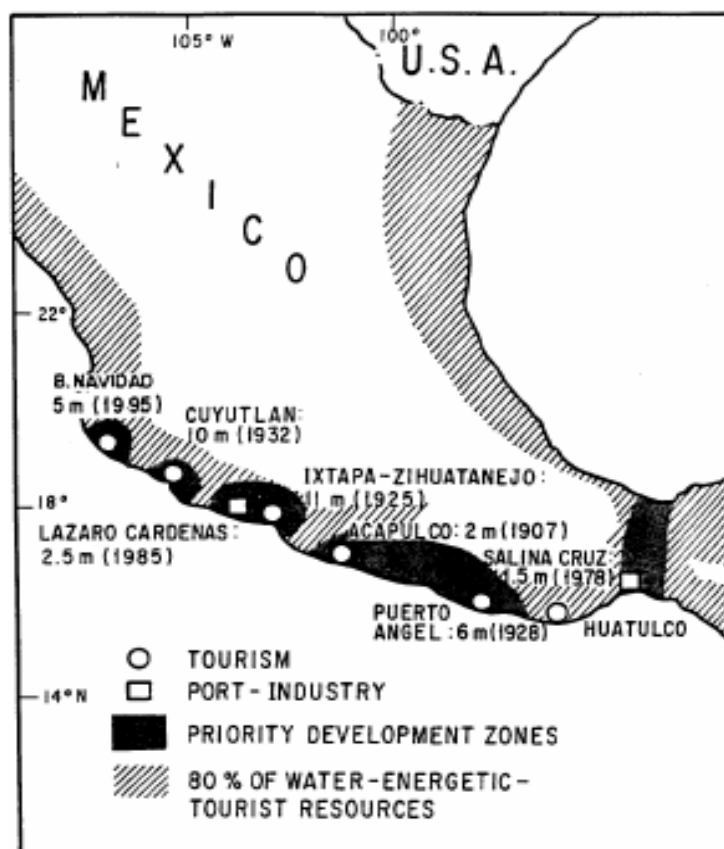 105° W
100°
U.S.A.
MEXICO
22°
B. NAVIDAD
5 m (1995)
CUYUTLAN:
10 m (1932)
IXTAPA-ZIHUATANEJO:
11 m (1925)
18°
LAZARO CARDENAS:
2.5 m (1985)
ACAPULCO: 2 m (1907)
SALINA CRUZ:
1.5 m (1978)
PUERTO
ANGEL: 6 m (1928)
HUATULCO
14° N
TOURISM
PORT-INDUSTRY
PRIORITY DEVELOPMENT ZONES
80 % OF WATER-ENERGETIC-
TOURIST RESOURCES